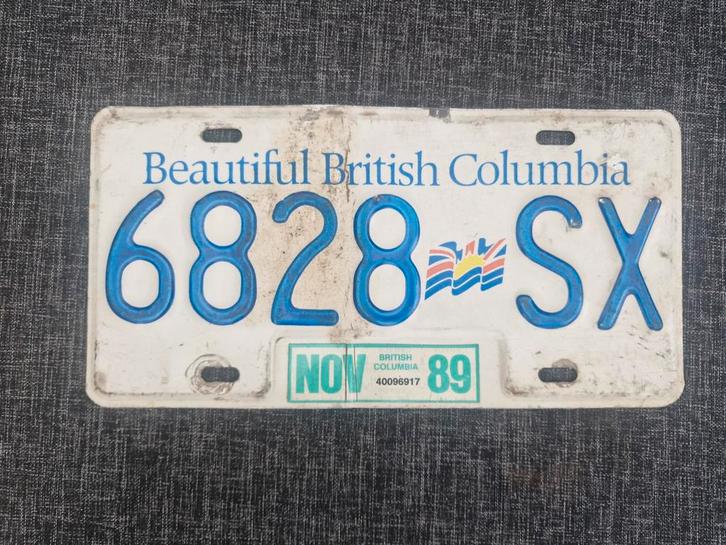 Beautiful British Columbia
6828 SX
NOV BRITISH COLUMBIA 40096917 89